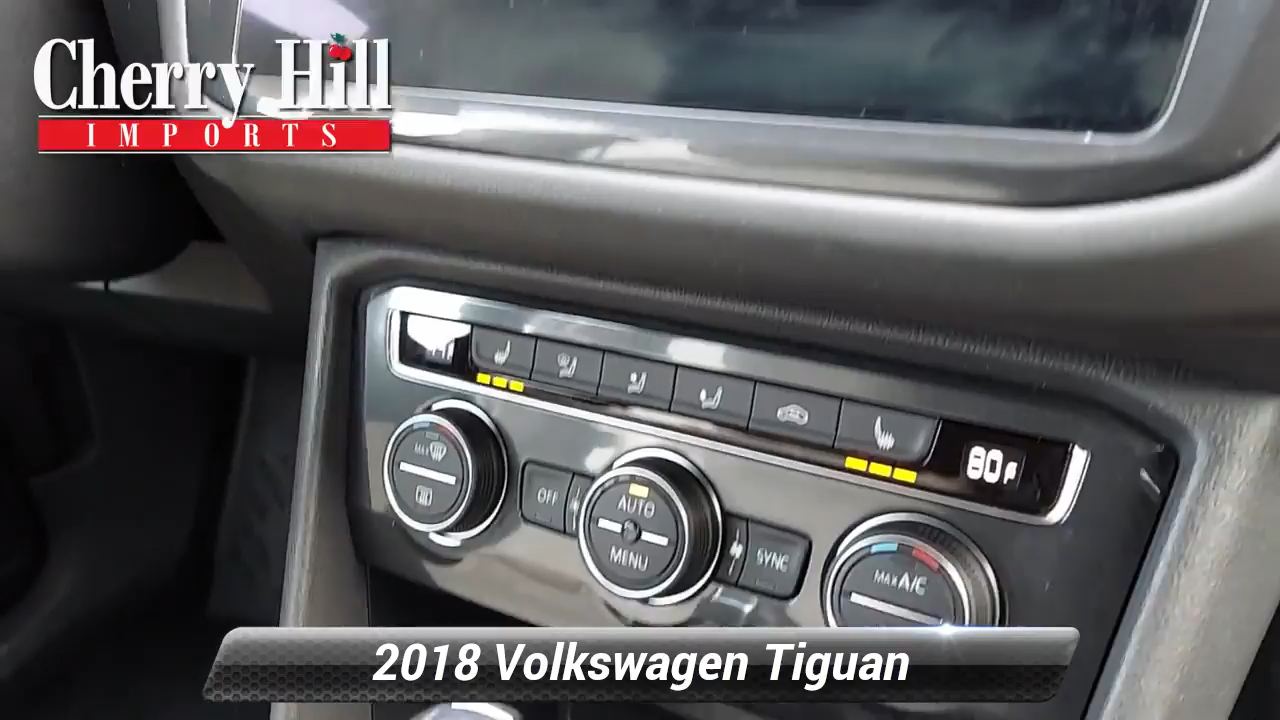 Cherry Hill
IMPORTS
80F
MAX
OFF
AUTO
MENU
SYNC
MAX A/C
2018 Volkswagen Tiguan